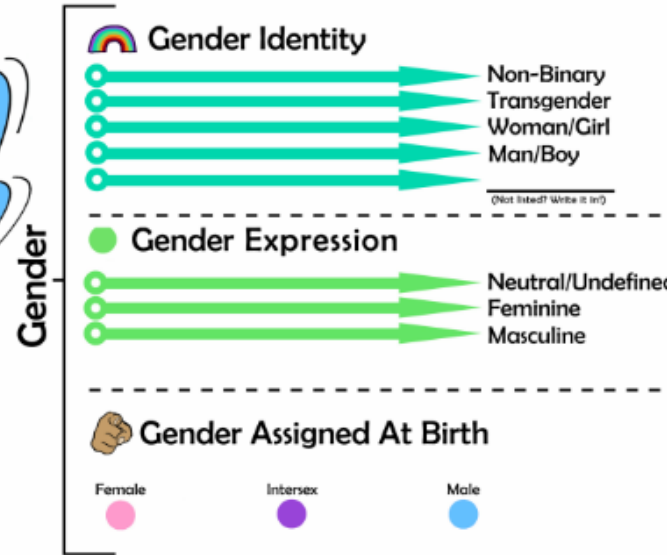 Gender
Gender Identity
Non-Binary
Transgender
Woman/Girl
Man/Boy
(Not listed? Write it in!)
Gender Expression
Neutral/Undefined
Feminine
Masculine
Gender Assigned At Birth
Female Intersex Male